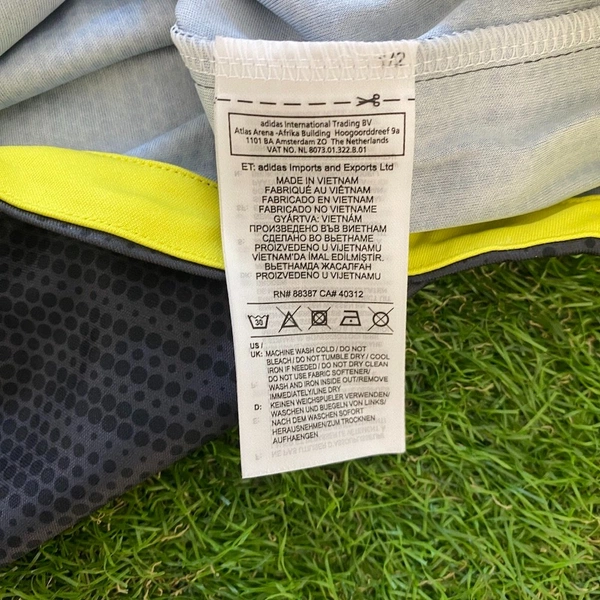 1/2
adidas International Trading BV
Atlas Arena -Afrika Building Hoogoorddreef 9a
1101 BA Amsterdam ZO The Netherlands
VAT NO. NL 8073.01.322.B.01
ET: adidas Imports and Exports Ltd
MADE IN VIETNAM
FABRIQUÉ AU VIÊTNAM
FABRICADO EN VIETNAM
FABRICADO NO VIETNAME
GYÁRTVA: VIETNÁM
ПРОИЗВЕДЕНО ВЪВ ВИЕТНАМ
СДЕЛАНО ВО ВЬЕТНАМЕ
PROIZVEDENO U VIJETNAMU
VIETNAM'DA İMAL EDİLMİŞTİR.
ВЬЕТНАМДА ЖАСАЛҒАН
PROIZVEDENO U VIJETNAMU
RN# 88387 CA# 40312
30
US /
UK: MACHINE WASH COLD / DO NOT
BLEACH / DO NOT TUMBLE DRY / COOL
IRON IF NEEDED / DO NOT DRY CLEAN
DO NOT USE FABRIC SOFTENER/
WASH AND IRON INSIDE OUT/REMOVE
IMMEDIATELY/LINE DRY
D: KEINEN WEICHSPUELER VERWENDEN/
WASCHEN UND BUEGELN VON LINKS/
NACH DEM WASCHEN SOFORT
HERAUSNEHMEN/ZUM TROCKNEN
AUFHAENGEN